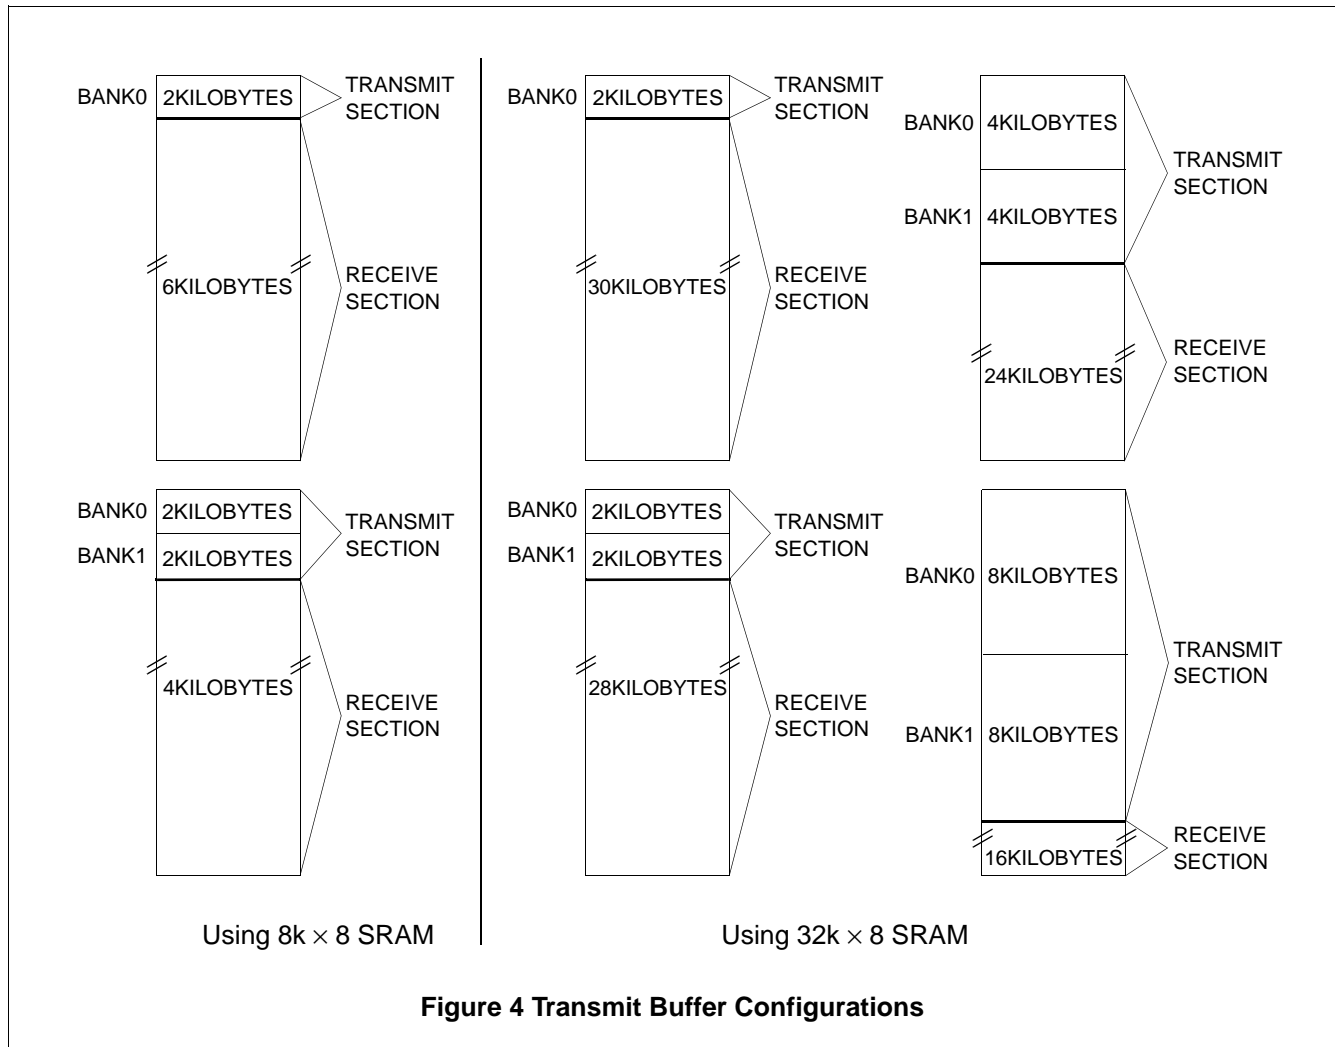 BANK0 2KILOBYTES TRANSMIT
SECTION
6KILOBYTES
RECEIVE
SECTION
BANK0 2KILOBYTES TRANSMIT
SECTION
BANK1 2KILOBYTES
4KILOBYTES
RECEIVE
SECTION
Using 8k × 8 SRAM
BANK0 2KILOBYTES TRANSMIT
SECTION
30KILOBYTES
RECEIVE
SECTION
BANK0 2KILOBYTES TRANSMIT
SECTION
BANK1 2KILOBYTES
28KILOBYTES
RECEIVE
SECTION
BANK0 4KILOBYTES
TRANSMIT
SECTION
BANK1 4KILOBYTES
RECEIVE
SECTION
24KILOBYTES
BANK0 8KILOBYTES
TRANSMIT
SECTION
BANK1 8KILOBYTES
RECEIVE
SECTION
16KILOBYTES
Using 32k × 8 SRAM
Figure 4 Transmit Buffer Configurations